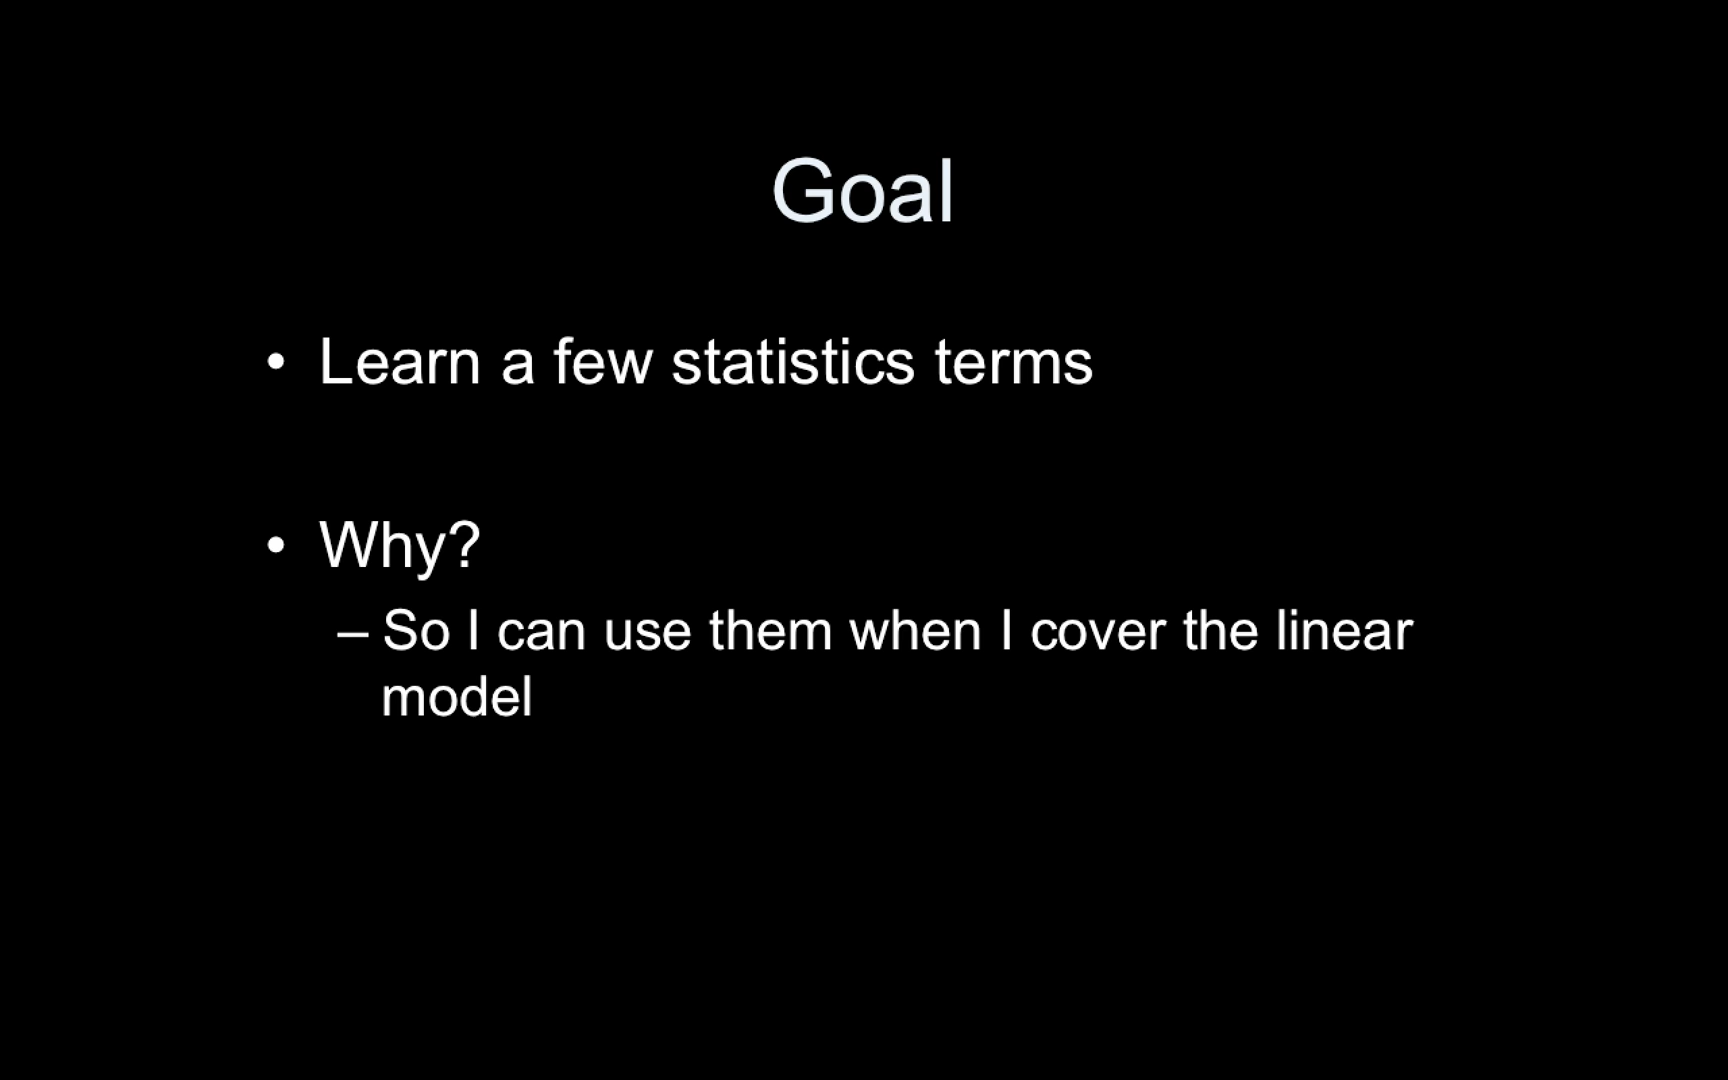 Goal
• Learn a few statistics terms
• Why?
– So I can use them when I cover the linear
model